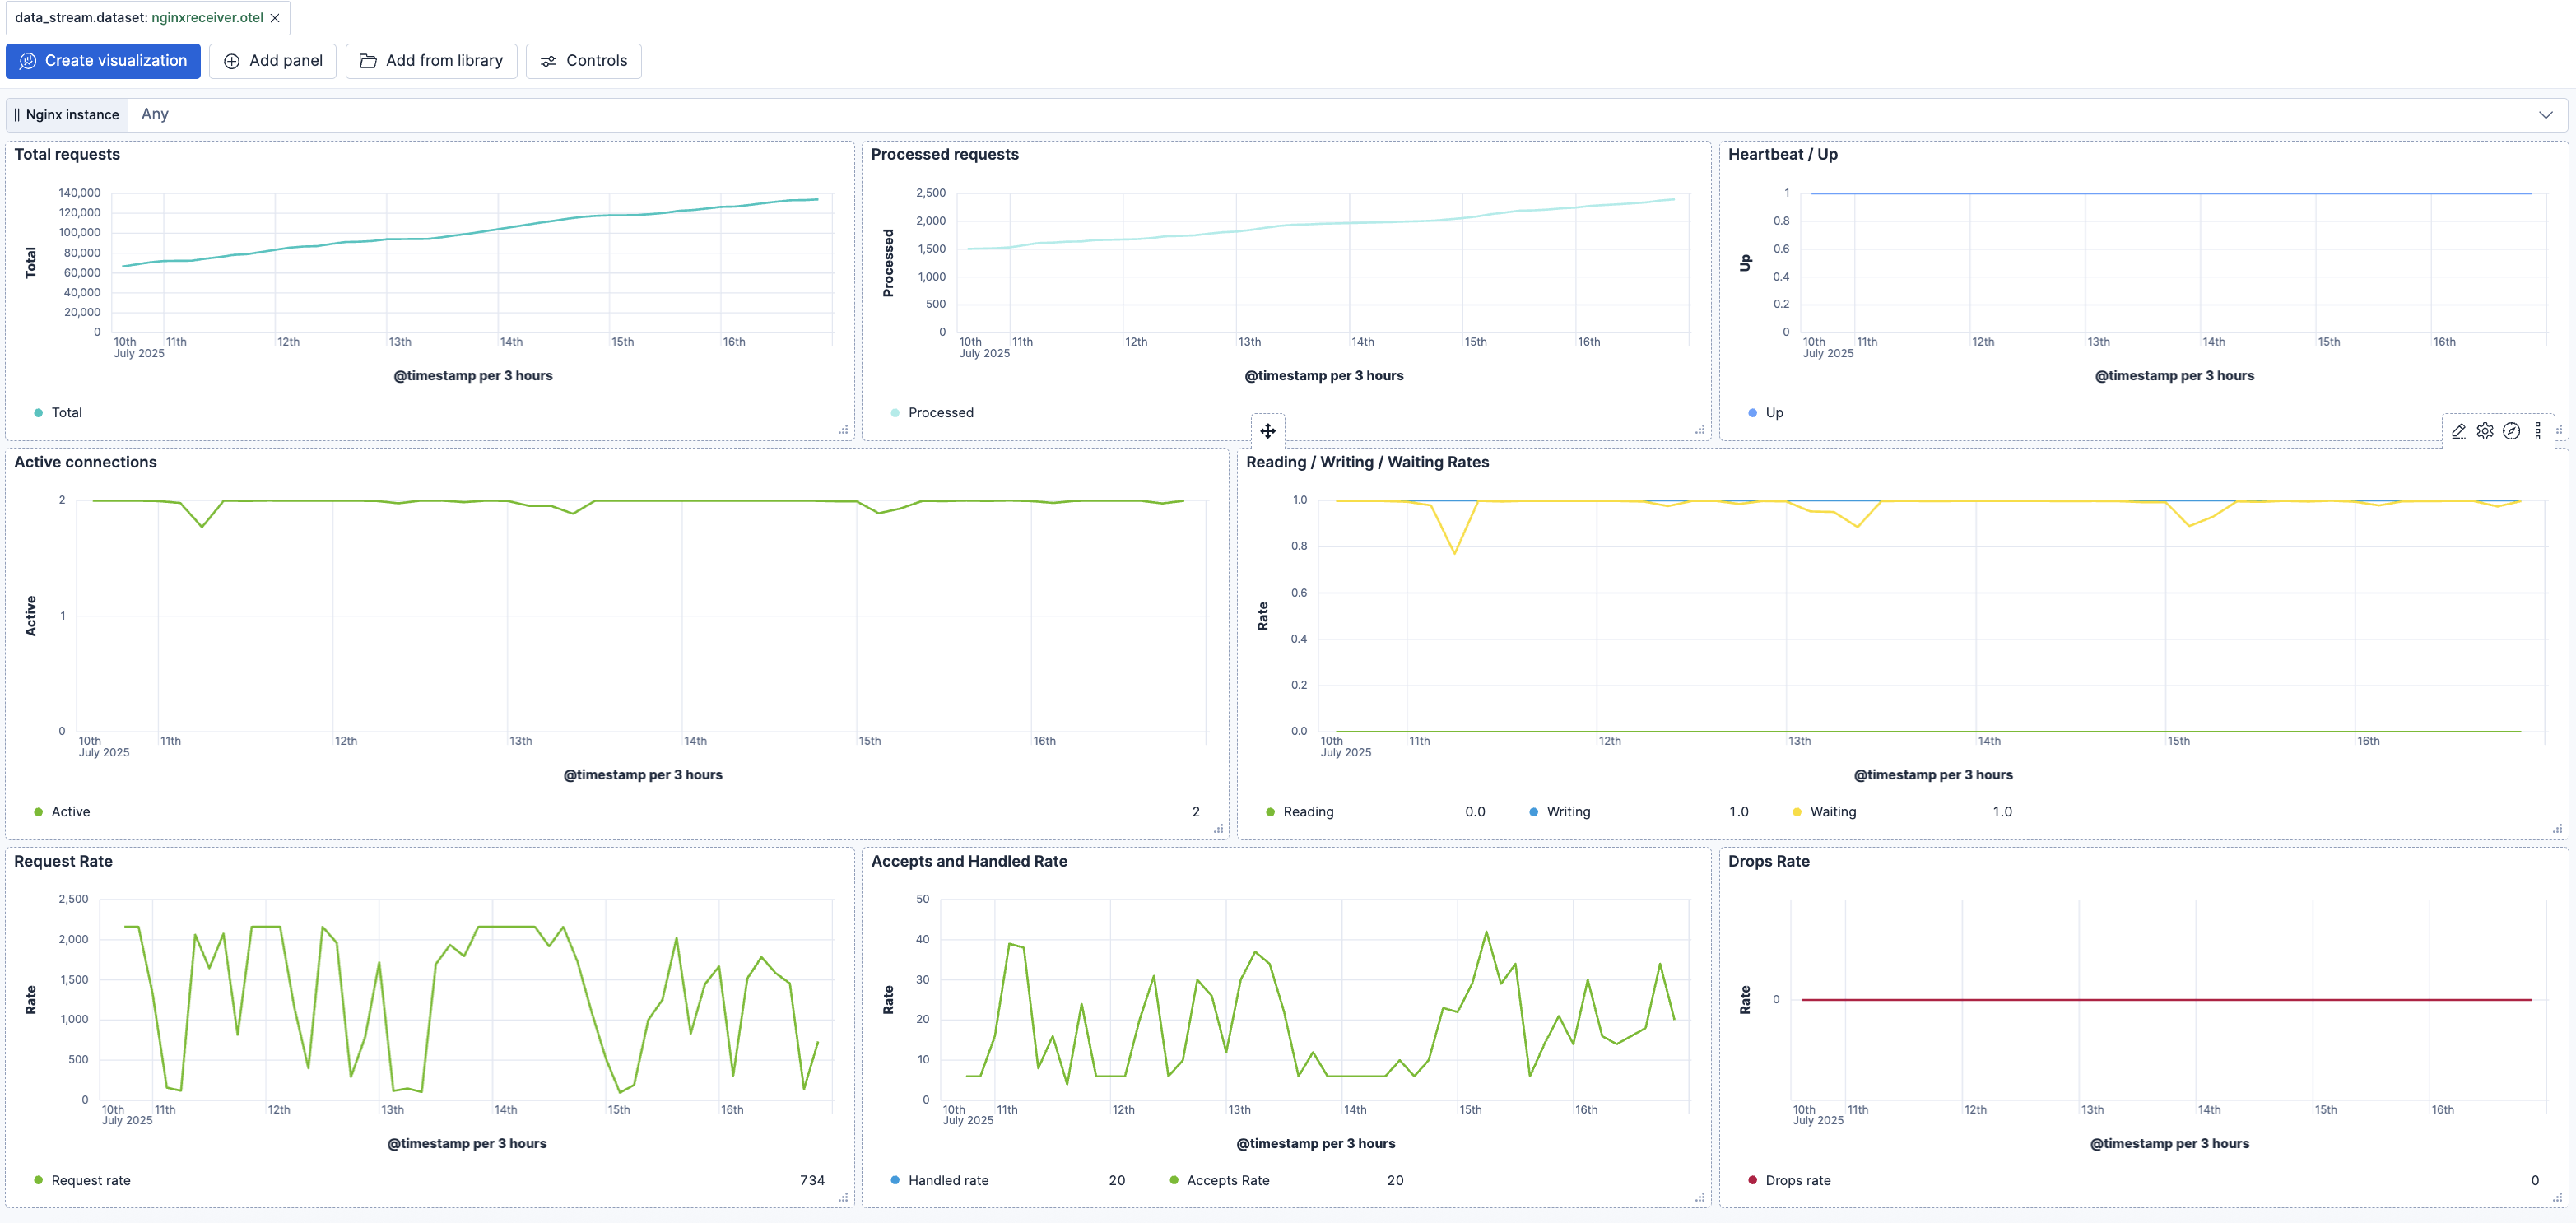 data_stream.dataset: nginxreceiver.otel
Create visualization
Add panel
Add from library
Controls
Nginx instance
Any
Total requests
Total
140,000
120,000
100,000
80,000
60,000
40,000
20,000
0
10th
July 2025
11th
12th
13th
14th
15th
16th
@timestamp per 3 hours
Total
Processed requests
Processed
2,500
2,000
1,500
1,000
500
0
10th
July 2025
11th
12th
13th
14th
15th
16th
@timestamp per 3 hours
Processed
Heartbeat / Up
Up
1
0.8
0.6
0.4
0.2
0
10th
July 2025
11th
12th
13th
14th
15th
16th
@timestamp per 3 hours
Up
Active connections
Active
2
1
0
10th
July 2025
11th
12th
13th
14th
15th
16th
@timestamp per 3 hours
Active 2
Reading / Writing / Waiting Rates
Rate
1.0
0.8
0.6
0.4
0.2
0.0
10th
July 2025
11th
12th
13th
14th
15th
16th
@timestamp per 3 hours
Reading 0.0 Writing 1.0 Waiting 1.0
Request Rate
Rate
2,500
2,000
1,500
1,000
500
0
10th
July 2025
11th
12th
13th
14th
15th
16th
@timestamp per 3 hours
Request rate 734
Accepts and Handled Rate
Rate
50
40
30
20
10
0
10th
July 2025
11th
12th
13th
14th
15th
16th
@timestamp per 3 hours
Handled rate 20 Accepts Rate 20
Drops Rate
Rate
0
10th
July 2025
11th
12th
13th
14th
15th
16th
@timestamp per 3 hours
Drops rate 0